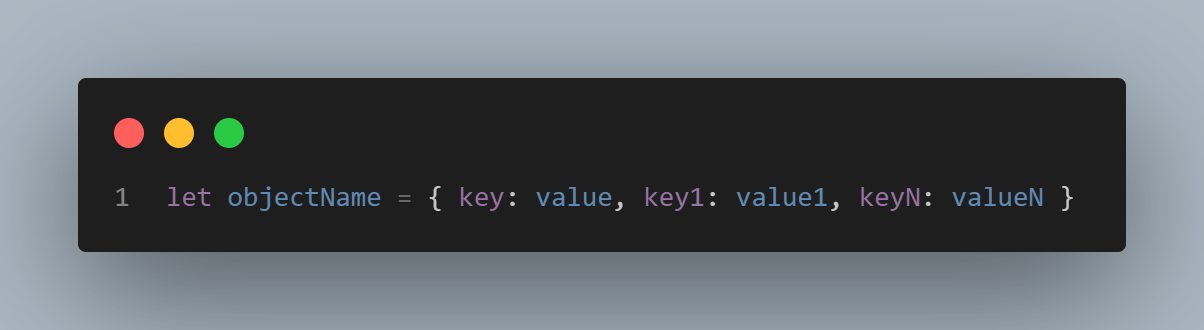 1 let objectName = { key: value, key1: value1, keyN: valueN }